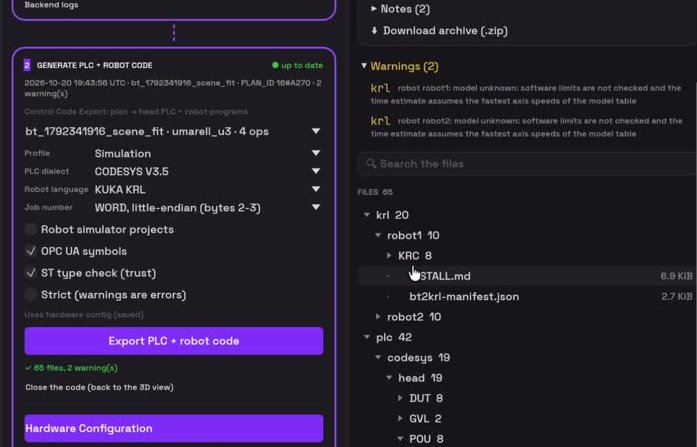 Backend logs
2 GENERATE PLC + ROBOT CODE
up to date
2026-10-20 19:43:56 UTC · bt_1792341916_scene_fit · PLAN_ID 16#A270 · 2
warning(s)
Control Code Export: plan → head PLC + robot programs
bt_1792341916_scene_fit · umarell_u3 · 4 ops
Profile Simulation
PLC dialect CODESYS V3.5
Robot language KUKA KRL
Job number WORD, little-endian (bytes 2-3)
Robot simulator projects
OPC UA symbols
ST type check (trust)
Strict (warnings are errors)
Uses hardware config (saved)
Export PLC + robot code
✓ 65 files, 2 warning(s)
Close the code (back to the 3D view)
Hardware Configuration
Notes (2)
Download archive (.zip)
Warnings (2)
krl robot robot1: model unknown: software limits are not checked and the
time estimate assumes the fastest axis speeds of the model table
krl robot robot2: model unknown: software limits are not checked and the
time estimate assumes the fastest axis speeds of the model table
Search the files
FILES 65
krl 20
robot1 10
KRC 8
STALL.md 6.9 KiB
bt2krl-manifest.json 2.7 KiB
robot2 10
plc 42
codesys 19
head 19
DUT 8
GVL 2
POU 8